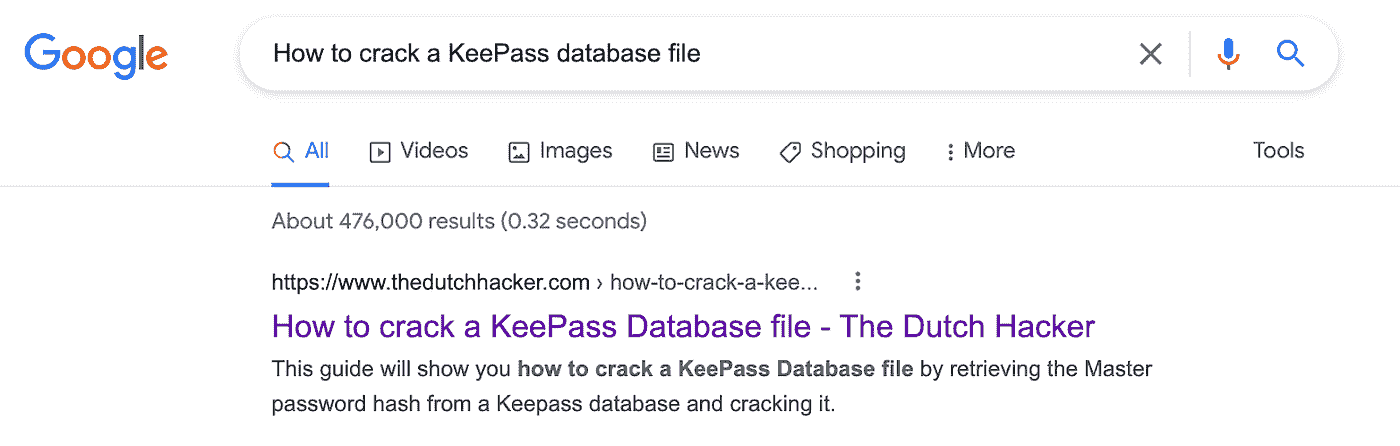 Google
How to crack a KeePass database file
All Videos Images News Shopping More Tools
About 476,000 results (0.32 seconds)
https://www.thedutchhacker.com › how-to-crack-a-kee...
How to crack a KeePass Database file - The Dutch Hacker
This guide will show you how to crack a KeePass Database file by retrieving the Master
password hash from a Keepass database and cracking it.